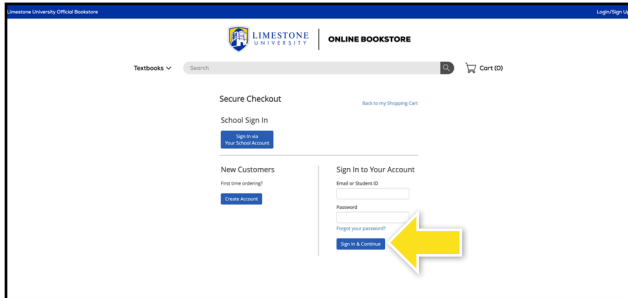 Limestone University Official Bookstore
Login/Sign Up
LIMESTONE
UNIVERSITY
ONLINE BOOKSTORE
Textbooks
Search
Cart (0)
Secure Checkout
Back to my Shopping Cart
School Sign In
Sign In via
Your School Account
New Customers
First time ordering?
Create Account
Sign In to Your Account
Email or Student ID
Password
Forgot your password?
Sign In & Continue